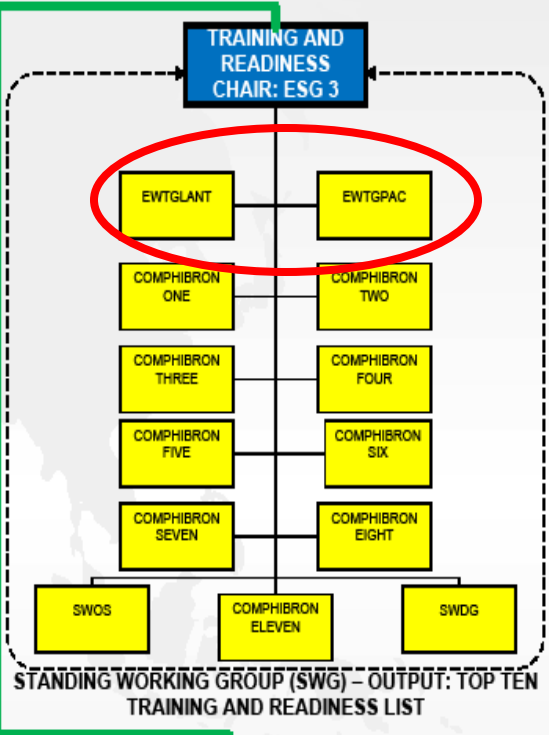 TRAINING AND
READINESS
CHAIR: ESG 3
EWTGLANT
EWTGPAC
COMPHIBRON
ONE
COMPHIBRON
TWO
COMPHIBRON
THREE
COMPHIBRON
FOUR
COMPHIBRON
FIVE
COMPHIBRON
SIX
COMPHIBRON
SEVEN
COMPHIBRON
EIGHT
SWOS
COMPHIBRON
ELEVEN
SWDG
STANDING WORKING GROUP (SWG) – OUTPUT: TOP TEN
TRAINING AND READINESS LIST